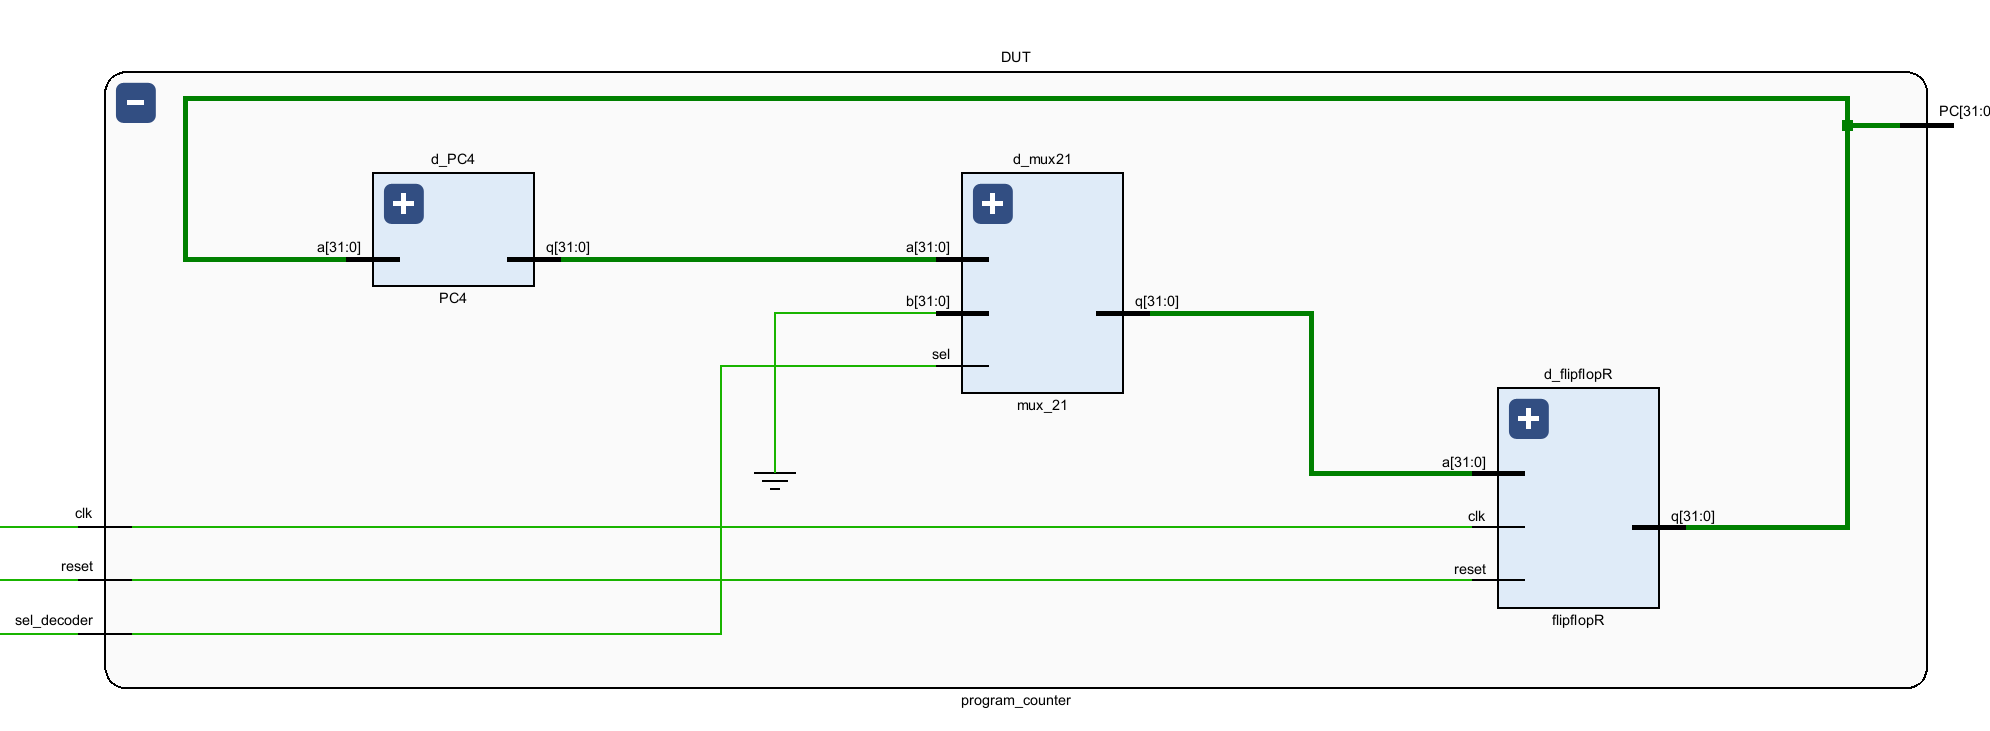 DUT
PC[31:0
d_PC4
a[31:0]
q[31:0]
PC4
d_mux21
a[31:0]
b[31:0]
sel
q[31:0]
mux_21
d_flipflopR
a[31:0]
clk
reset
q[31:0]
flipflopR
clk
reset
sel_decoder
program_counter